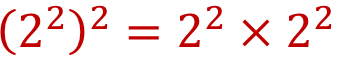 (2²)² = 2² × 2²